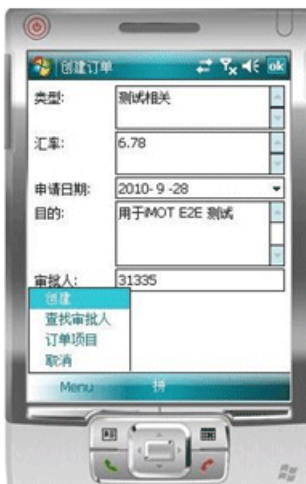 创建订单
ok
类型:
测试相关
汇率:
6.78
申请日期:
2010-9-28
目的:
用于iMOT E2E 测试
审批人:
31335
创建
查找审批人
订单项目
取消
Menu
拼